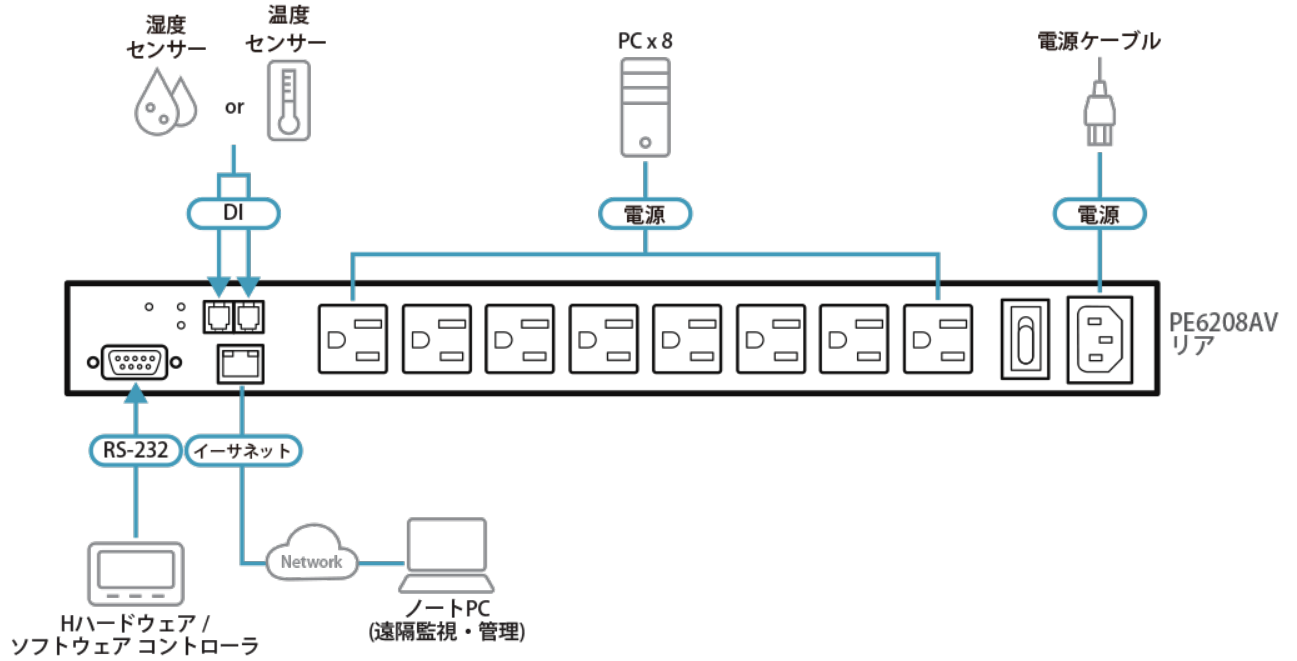 湿度
センサー
or
温度
センサー
PC x 8
電源ケーブル
DI
電源
電源
PE6208AV
リア
RS-232
イーサネット
Network
Hハードウェア /
ソフトウェア コントローラ
ノートPC
(遠隔監視・管理)